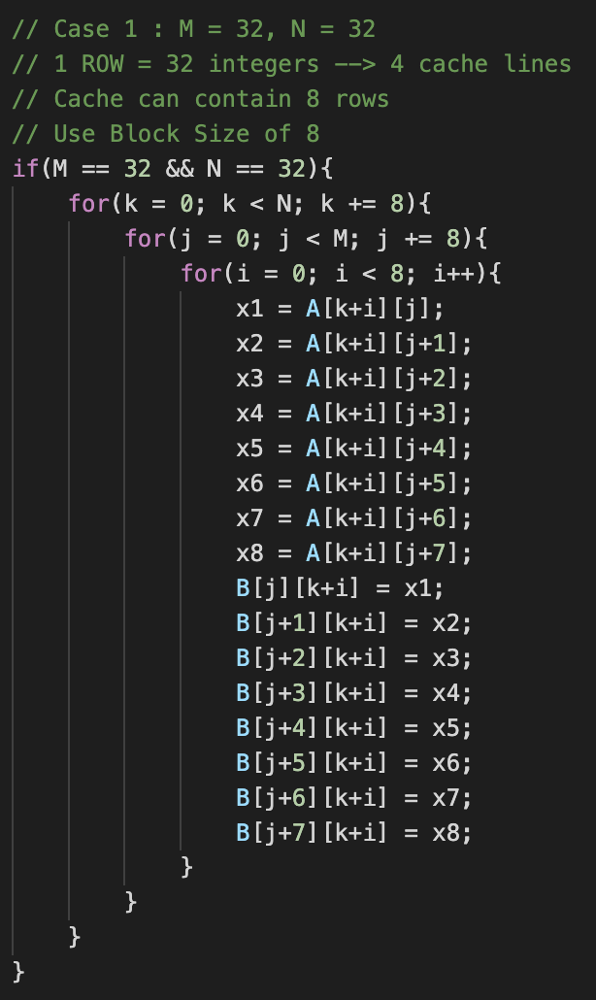 // Case 1 : M = 32, N = 32
// 1 ROW = 32 integers --> 4 cache lines
// Cache can contain 8 rows
// Use Block Size of 8
if(M == 32 && N == 32){
    for(k = 0; k < N; k += 8){
        for(j = 0; j < M; j += 8){
            for(i = 0; i < 8; i++){
                x1 = A[k+i][j];
                x2 = A[k+i][j+1];
                x3 = A[k+i][j+2];
                x4 = A[k+i][j+3];
                x5 = A[k+i][j+4];
                x6 = A[k+i][j+5];
                x7 = A[k+i][j+6];
                x8 = A[k+i][j+7];
                B[j][k+i] = x1;
                B[j+1][k+i] = x2;
                B[j+2][k+i] = x3;
                B[j+3][k+i] = x4;
                B[j+4][k+i] = x5;
                B[j+5][k+i] = x6;
                B[j+6][k+i] = x7;
                B[j+7][k+i] = x8;
            }
        }
    }
}